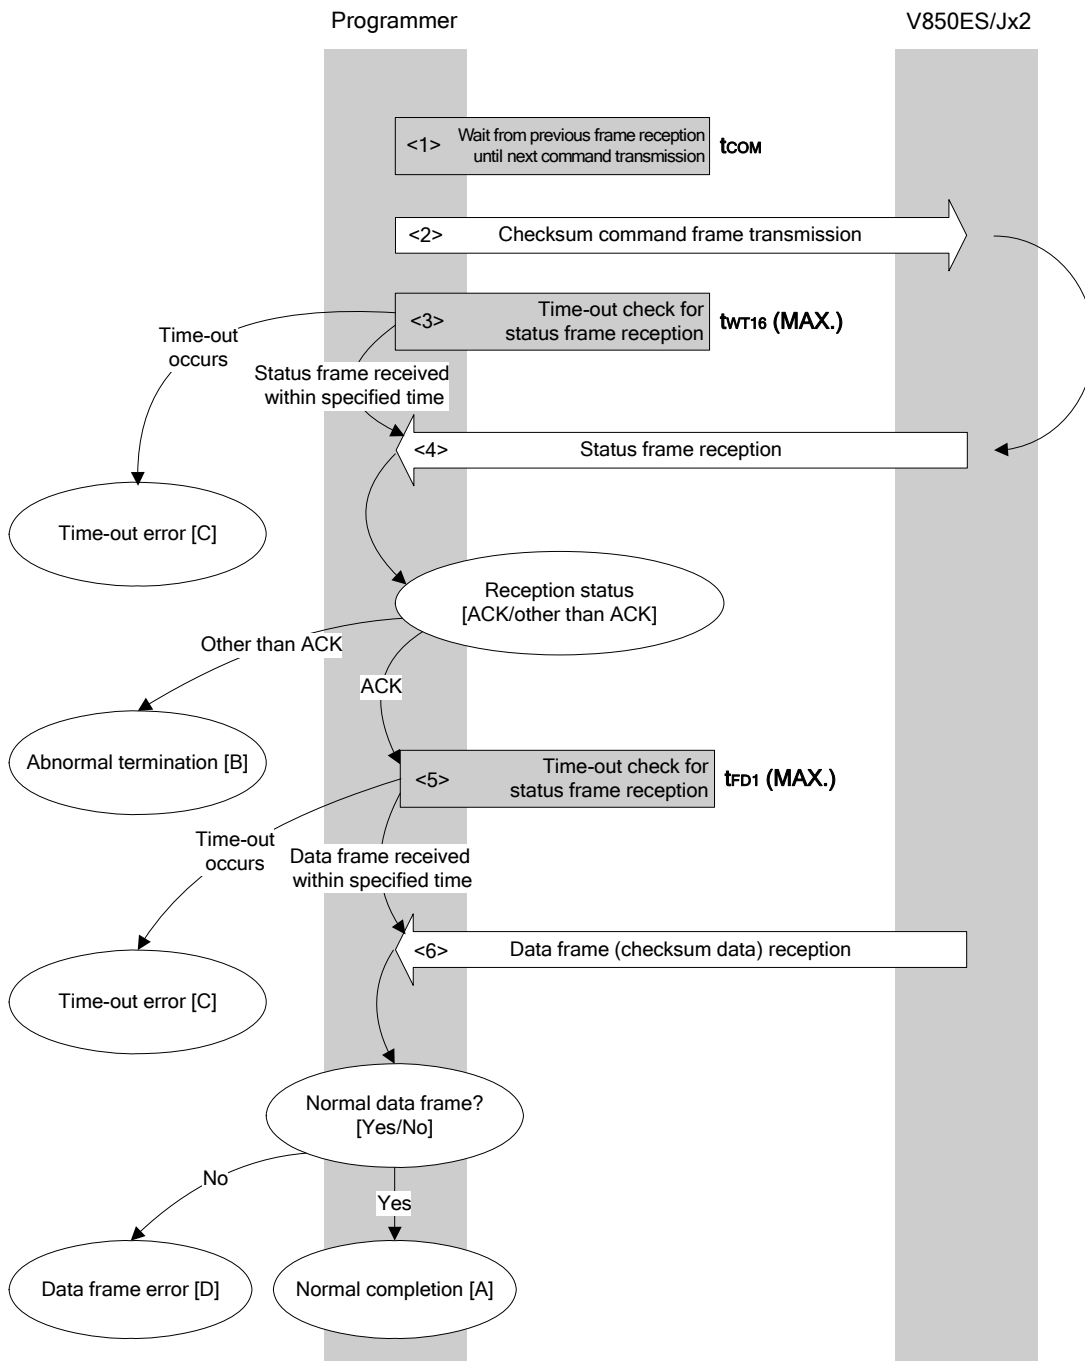 Programmer
V850ES/Jx2
<1>
Wait from previous frame reception
until next command transmission
tCOM
<2>
Checksum command frame transmission
<3>
Time-out check for
status frame reception
tWT16 (MAX.)
Time-out
occurs
Status frame received
within specified time
<4>
Status frame reception
Time-out error [C]
Reception status
[ACK/other than ACK]
Other than ACK
ACK
Abnormal termination [B]
<5>
Time-out check for
status frame reception
tFD1 (MAX.)
Time-out
occurs
Data frame received
within specified time
<6>
Data frame (checksum data) reception
Time-out error [C]
Normal data frame?
[Yes/No]
No
Yes
Data frame error [D]
Normal completion [A]